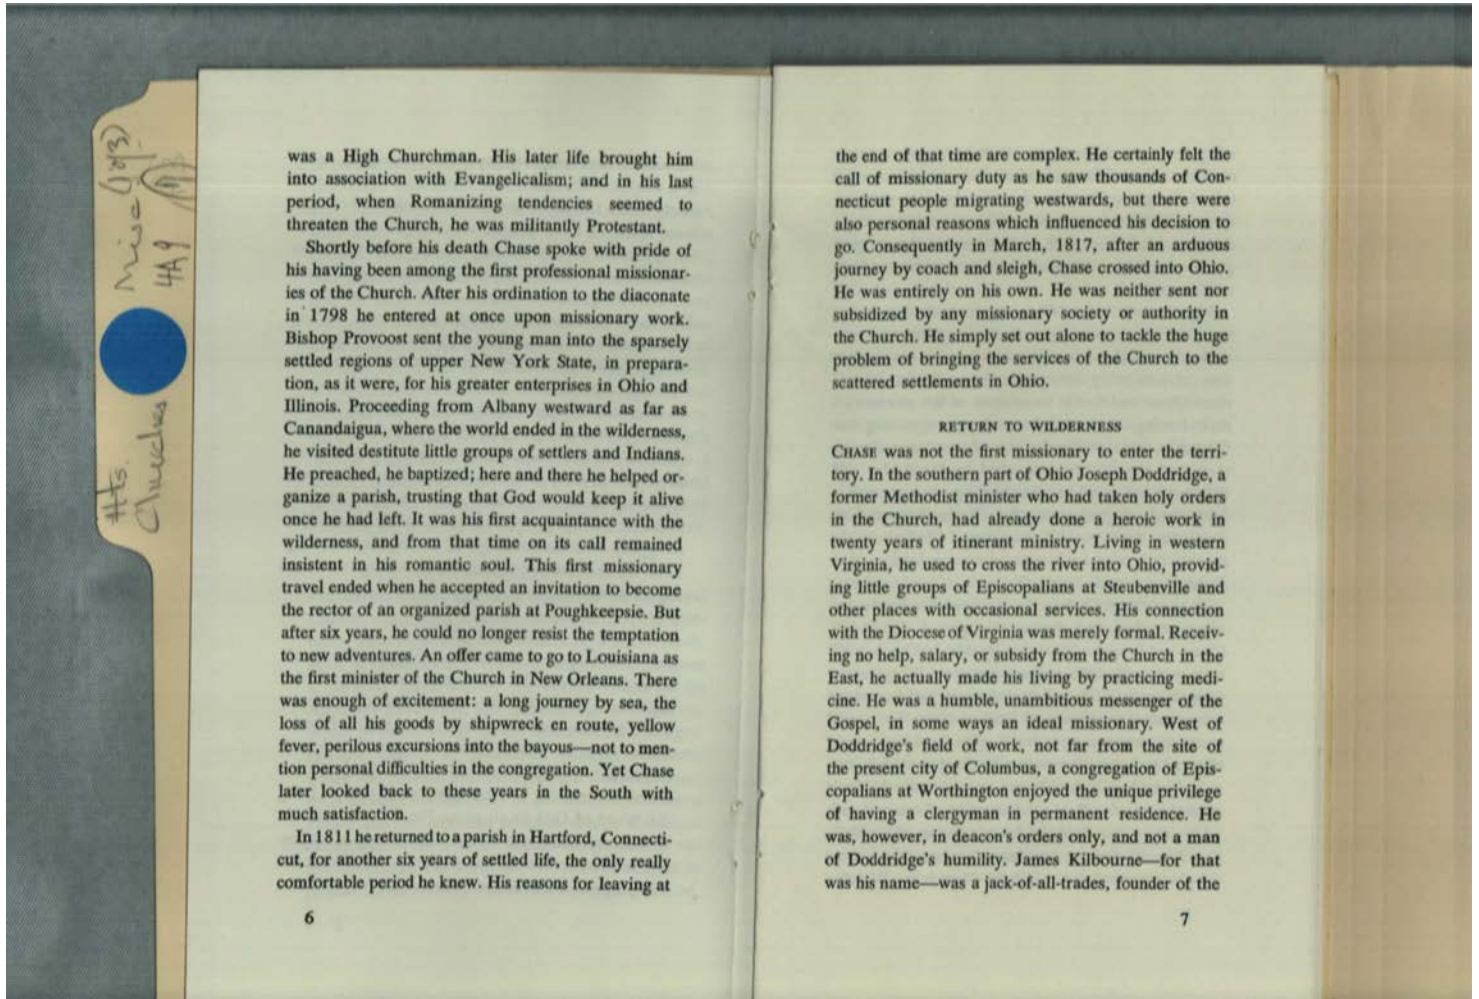 Misc (1 of 3)
4A9
Hts.
Churches
was a High Churchman. His later life brought him
into association with Evangelicalism; and in his last
period, when Romanizing tendencies seemed to
threaten the Church, he was militantly Protestant.
Shortly before his death Chase spoke with pride of
his having been among the first professional missionar-
ies of the Church. After his ordination to the diaconate
in 1798 he entered at once upon missionary work.
Bishop Provoost sent the young man into the sparsely
settled regions of upper New York State, in prepara-
tion, as it were, for his greater enterprises in Ohio and
Illinois. Proceeding from Albany westward as far as
Canandaigua, where the world ended in the wilderness,
he visited destitute little groups of settlers and Indians.
He preached, he baptized; here and there he helped or-
ganize a parish, trusting that God would keep it alive
once he had left. It was his first acquaintance with the
wilderness, and from that time on its call remained
insistent in his romantic soul. This first missionary
travel ended when he accepted an invitation to become
the rector of an organized parish at Poughkeepsie. But
after six years, he could no longer resist the temptation
to new adventures. An offer came to go to Louisiana as
the first minister of the Church in New Orleans. There
was enough of excitement: a long journey by sea, the
loss of all his goods by shipwreck en route, yellow
fever, perilous excursions into the bayous—not to men-
tion personal difficulties in the congregation. Yet Chase
later looked back to these years in the South with
much satisfaction.
In 1811 he returned to a parish in Hartford, Connecti-
cut, for another six years of settled life, the only really
comfortable period he knew. His reasons for leaving at
6
the end of that time are complex. He certainly felt the
call of missionary duty as he saw thousands of Con-
necticut people migrating westwards, but there were
also personal reasons which influenced his decision to
go. Consequently in March, 1817, after an arduous
journey by coach and sleigh, Chase crossed into Ohio.
He was entirely on his own. He was neither sent nor
subsidized by any missionary society or authority in
the Church. He simply set out alone to tackle the huge
problem of bringing the services of the Church to the
scattered settlements in Ohio.
RETURN TO WILDERNESS
CHASE was not the first missionary to enter the terri-
tory. In the southern part of Ohio Joseph Doddridge, a
former Methodist minister who had taken holy orders
in the Church, had already done a heroic work in
twenty years of itinerant ministry. Living in western
Virginia, he used to cross the river into Ohio, provid-
ing little groups of Episcopalians at Steubenville and
other places with occasional services. His connection
with the Diocese of Virginia was merely formal. Receiv-
ing no help, salary, or subsidy from the Church in the
East, he actually made his living by practicing medi-
cine. He was a humble, unambitious messenger of the
Gospel, in some ways an ideal missionary. West of
Doddridge's field of work, not far from the site of
the present city of Columbus, a congregation of Epis-
copalians at Worthington enjoyed the unique privilege
of having a clergyman in permanent residence. He
was, however, in deacon's orders only, and not a man
of Doddridge's humility. James Kilbourne—for that
was his name—was a jack-of-all-trades, founder of the
7